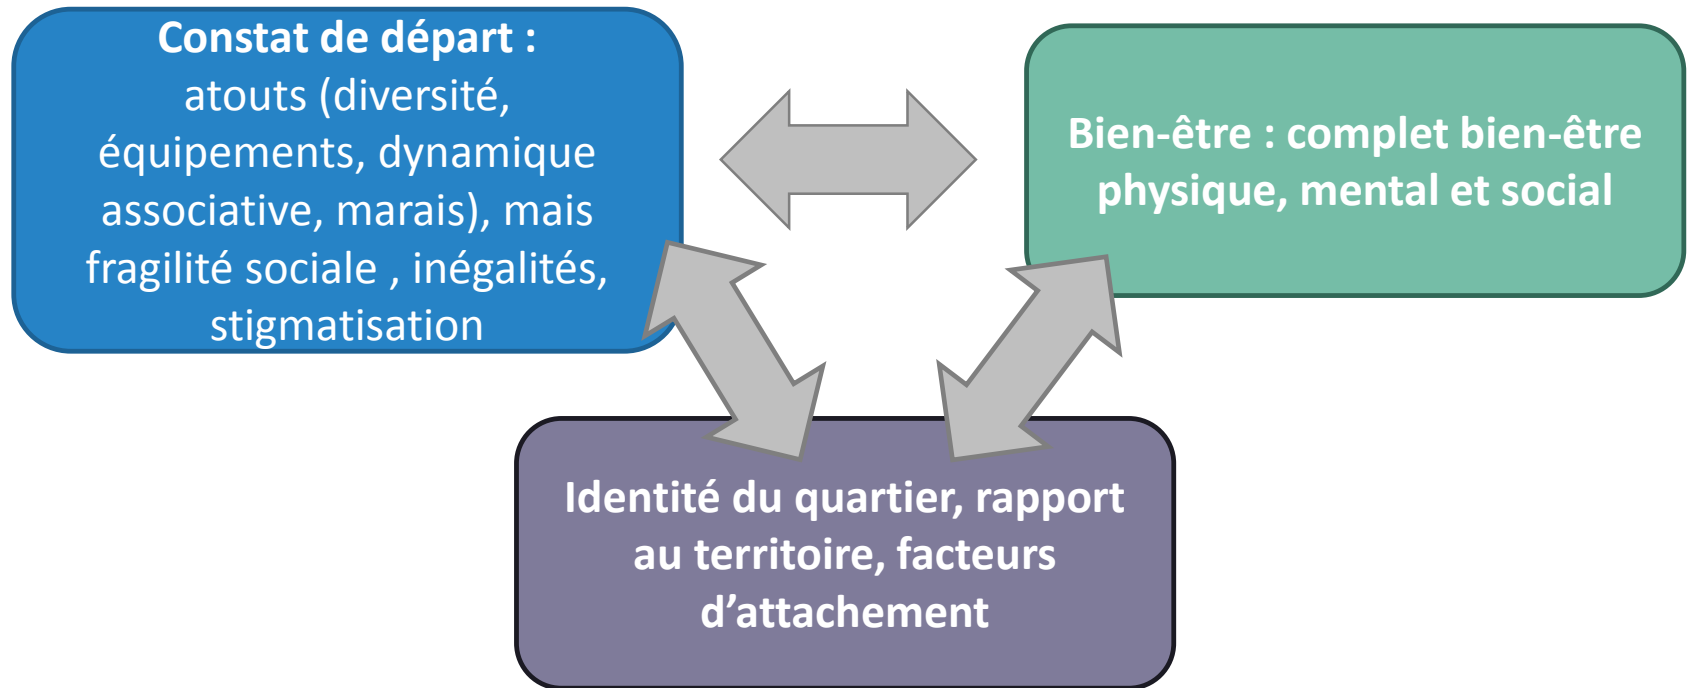 Constat de départ :
atouts (diversité,
équipements, dynamique
associative, marais), mais
fragilité sociale , inégalités,
stigmatisation
Bien-être : complet bien-être
physique, mental et social
Identité du quartier, rapport
au territoire, facteurs
d’attachement